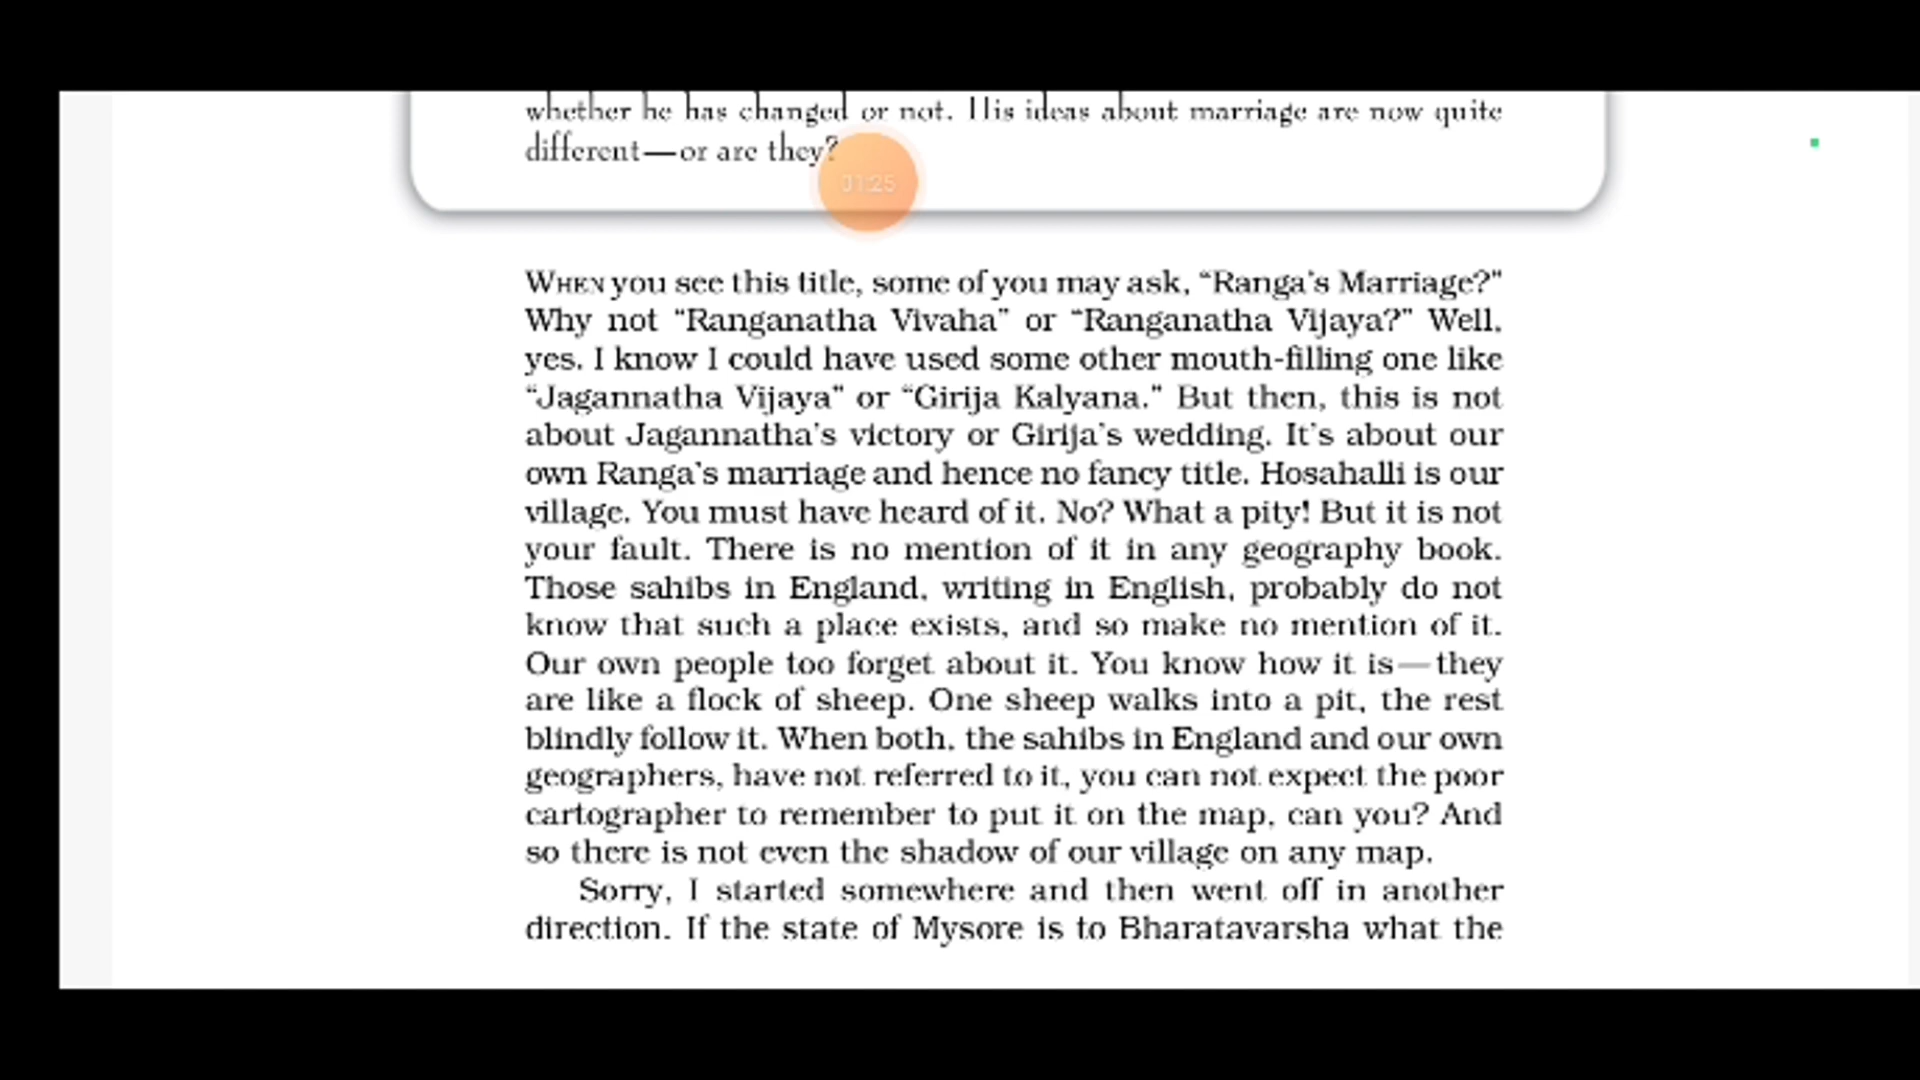 whether he has changed or not. His ideas about marriage are now quite
different—or are they?
01:25
WHEN you see this title, some of you may ask, “Ranga’s Marriage?”
Why not “Ranganatha Vivaha” or “Ranganatha Vijaya?” Well,
yes. I know I could have used some other mouth-filling one like
“Jagannatha Vijaya” or “Girija Kalyana.” But then, this is not
about Jagannatha’s victory or Girija’s wedding. It’s about our
own Ranga’s marriage and hence no fancy title. Hosahalli is our
village. You must have heard of it. No? What a pity! But it is not
your fault. There is no mention of it in any geography book.
Those sahibs in England, writing in English, probably do not
know that such a place exists, and so make no mention of it.
Our own people too forget about it. You know how it is—they
are like a flock of sheep. One sheep walks into a pit, the rest
blindly follow it. When both, the sahibs in England and our own
geographers, have not referred to it, you can not expect the poor
cartographer to remember to put it on the map, can you? And
so there is not even the shadow of our village on any map.
Sorry, I started somewhere and then went off in another
direction. If the state of Mysore is to Bharatavarsha what the